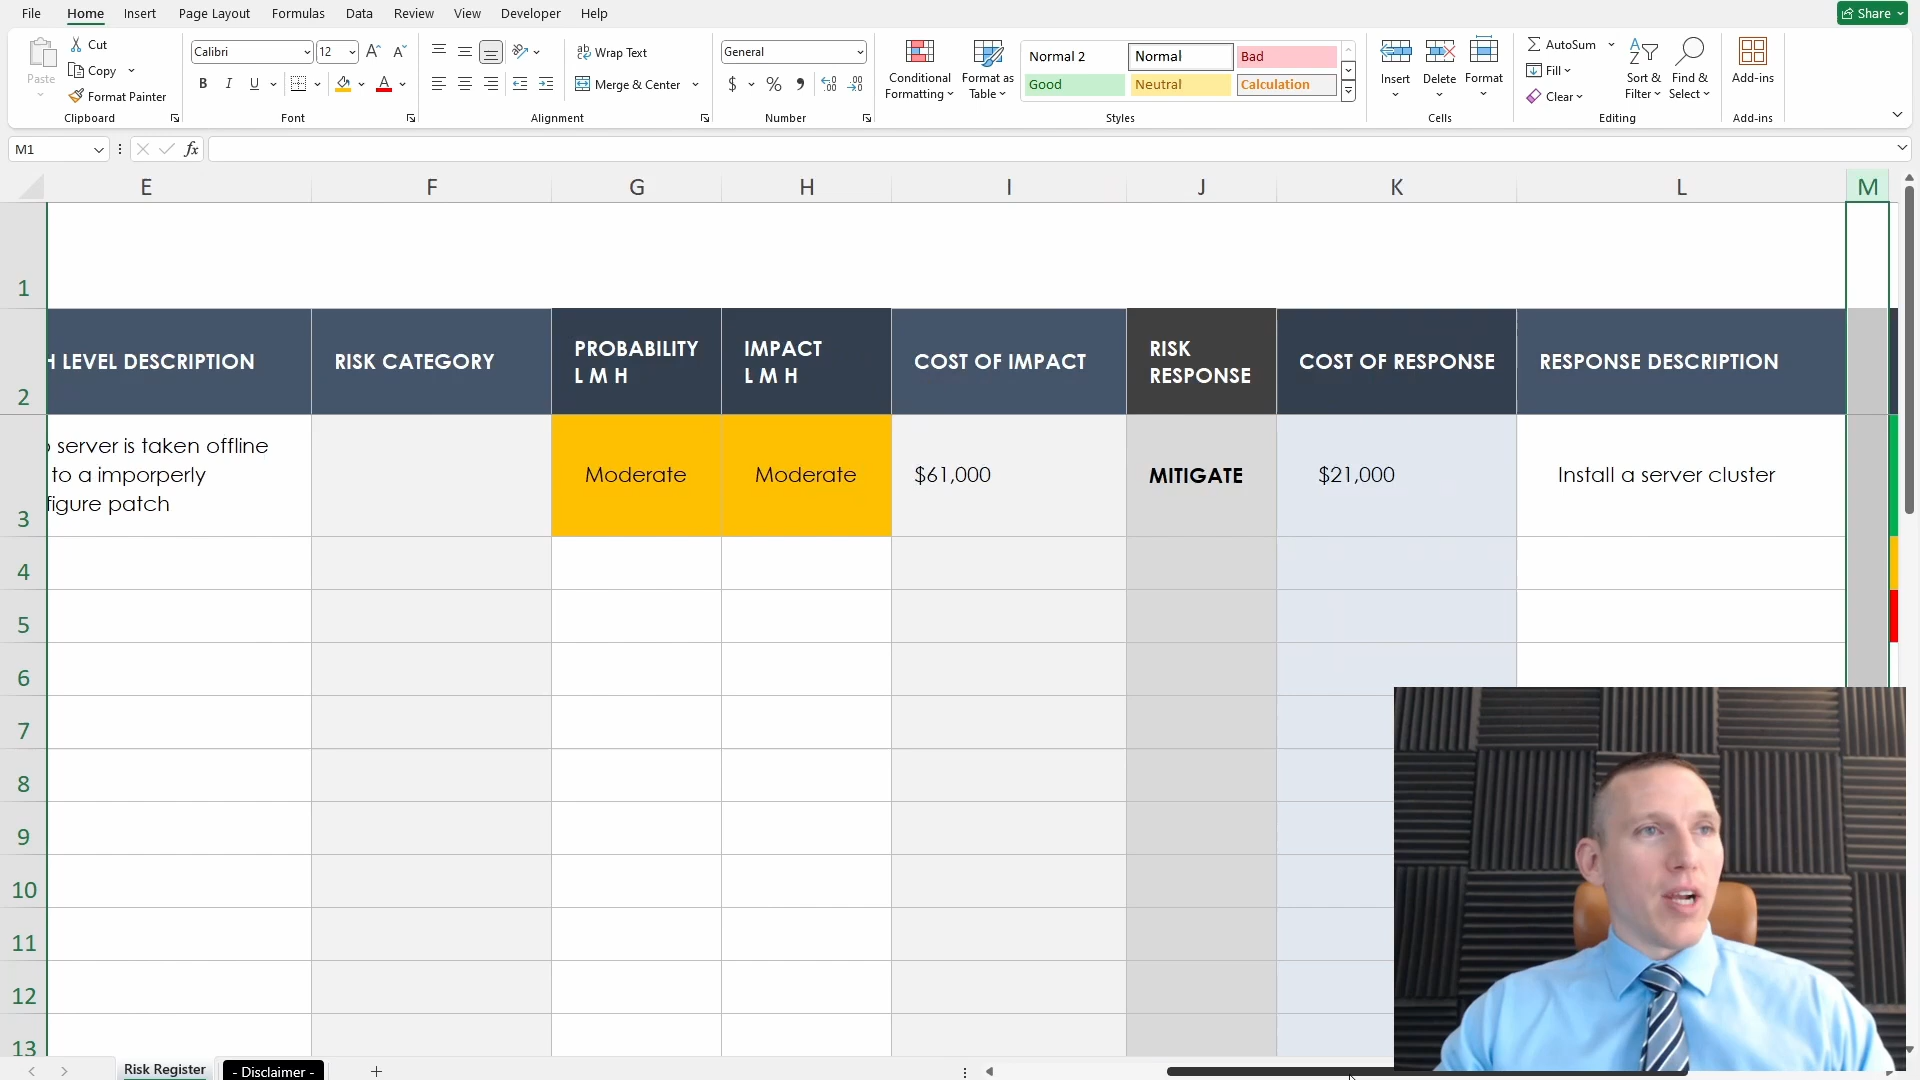 File Home Insert Page Layout Formulas Data Review View Developer Help Share
Paste Cut Copy Format Painter Clipboard
Calibri 12 B I U Font
Wrap Text Merge & Center Alignment
General $ % , Number
Conditional Formatting Format as Table Normal 2 Normal Bad Good Neutral Calculation Styles
Insert Delete Format Cells
AutoSum Fill Clear Sort & Filter Find & Select Editing
Add-ins Add-ins
M1 fx
E F G H I J K L M
1
2 H LEVEL DESCRIPTION RISK CATEGORY PROBABILITY L M H IMPACT L M H COST OF IMPACT RISK RESPONSE COST OF RESPONSE RESPONSE DESCRIPTION
3 server is taken offline to a imporperly figure patch Moderate Moderate $61,000 MITIGATE $21,000 Install a server cluster
4
5
6
7
8
9
10
11
12
13
Risk Register - Disclaimer -